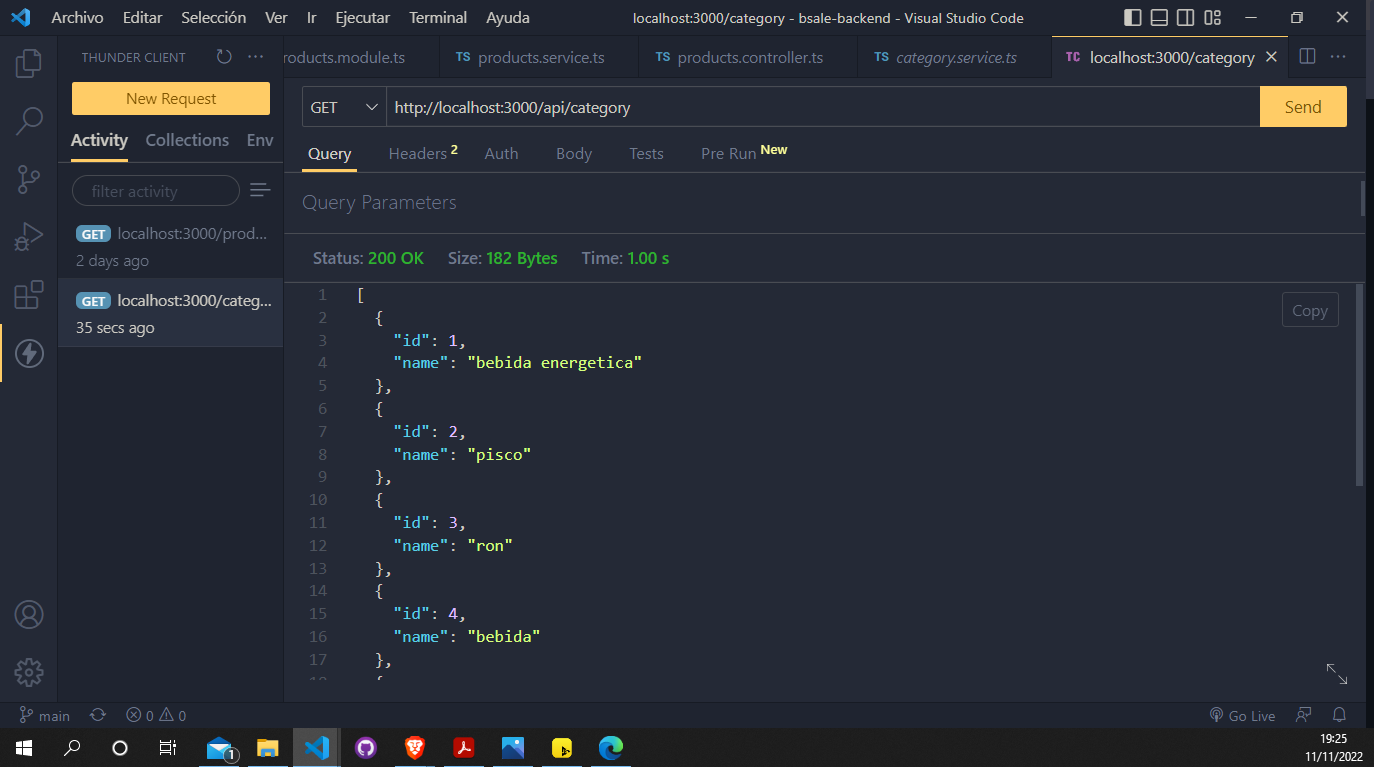 Archivo Editar Selección Ver Ir Ejecutar Terminal Ayuda localhost:3000/category - bsale-backend - Visual Studio Code
THUNDER CLIENT ···
New Request
Activity Collections Env
filter activity
GET localhost:3000/prod...
2 days ago
GET localhost:3000/categ...
35 secs ago
roducts.module.ts TS products.service.ts TS products.controller.ts TS category.service.ts TC localhost:3000/category ···
GET http://localhost:3000/api/category Send
Query Headers 2 Auth Body Tests Pre Run New
Query Parameters
Status: 200 OK Size: 182 Bytes Time: 1.00 s
Copy
1 [
2 {
3 "id": 1,
4 "name": "bebida energetica"
5 },
6 {
7 "id": 2,
8 "name": "pisco"
9 },
10 {
11 "id": 3,
12 "name": "ron"
13 },
14 {
15 "id": 4,
16 "name": "bebida"
17 },
main 0 0 Go Live
1
19:25
11/11/2022